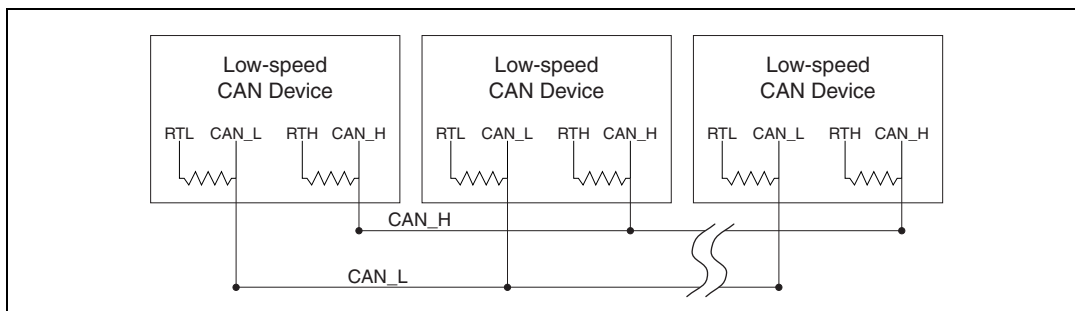 Low-speed
CAN Device
Low-speed
CAN Device
Low-speed
CAN Device
RTL CAN_L RTH CAN_H
RTL CAN_L RTH CAN_H
RTL CAN_L RTH CAN_H
CAN_H
CAN_L